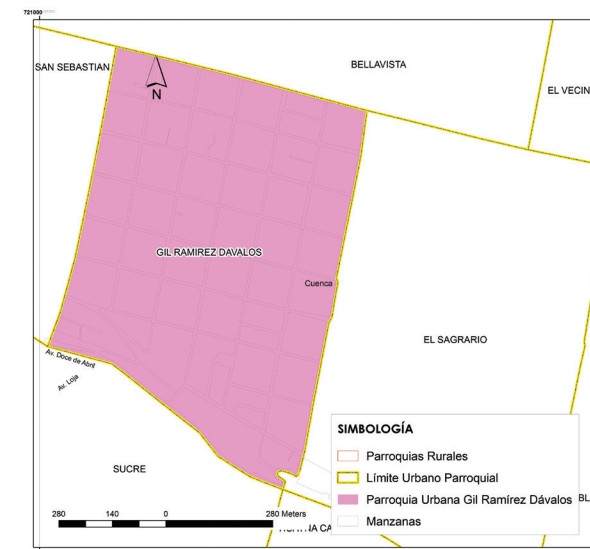 721000
SAN SEBASTIAN
BELLAVISTA
EL VECIN
N
GIL RAMIREZ DAVALOS
Cuenca
EL SAGRARIO
Av. Doce de Abril
Av. Loja
SUCRE
SIMBOLOGÍA
Parroquias Rurales
Límite Urbano Parroquial
Parroquia Urbana Gil Ramírez Dávalos
Manzanas
BL
280 140 0 280 Meters